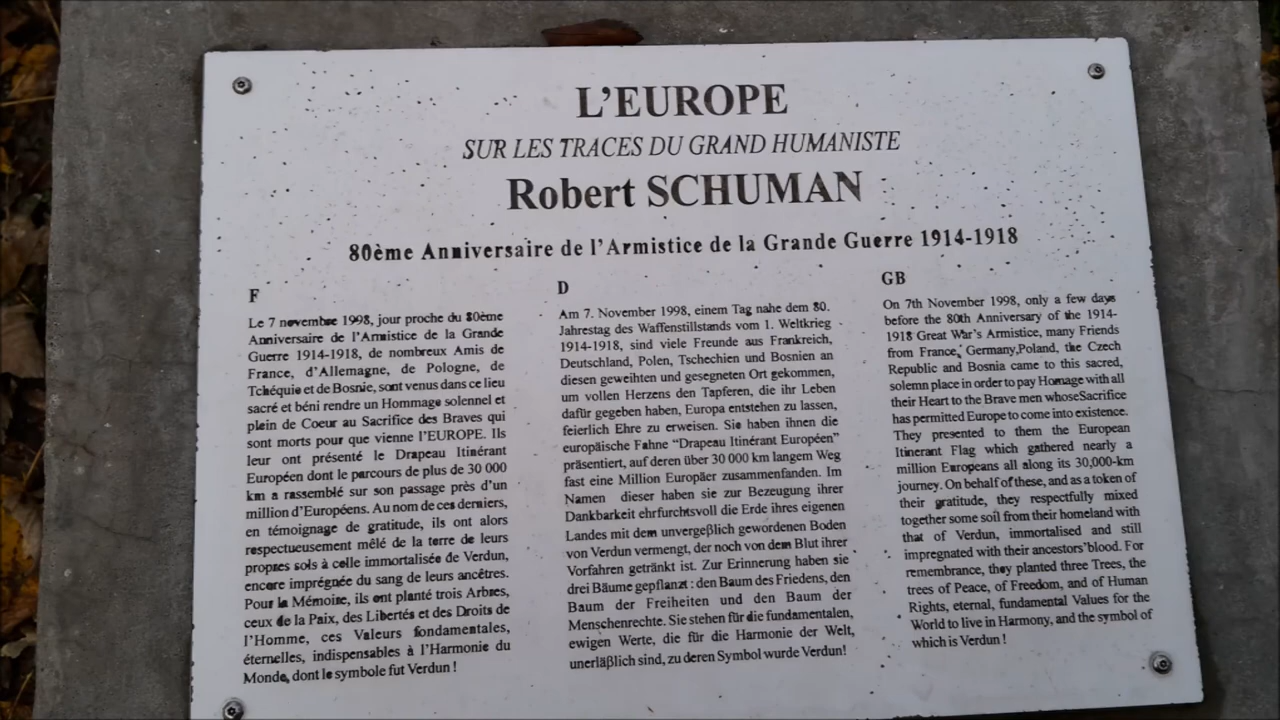 L'EUROPE
SUR LES TRACES DU GRAND HUMANISTE
Robert SCHUMAN
80ème Anniversaire de l'Armistice de la Grande Guerre 1914-1918
F
Le 7 novembre 1998, jour proche du 80ème
Anniversaire de l'Armistice de la Grande
Guerre 1914-1918, de nombreux Amis de
France, d'Allemagne, de Pologne, de
Tchéquie et de Bosnie, sont venus dans ce lieu
sacré et béni rendre un Hommage solennel et
plein de Coeur au Sacrifice des Braves qui
sont morts pour que vienne l'EUROPE. Ils
leur ont présenté le Drapeau Itinérant
Européen dont le parcours de plus de 30 000
km a rassemblé sur son passage près d'un
million d'Européens. Au nom de ces derniers,
en témoignage de gratitude, ils ont alors
respectueusement mêlé de la terre de leurs
propres sols à celle immortalisée de Verdun,
encore imprégnée du sang de leurs ancêtres.
Pour la Mémoire, ils ont planté trois Arbres,
ceux de la Paix, des Libertés et des Droits de
l'Homme, ces Valeurs fondamentales,
éternelles, indispensables à l'Harmonie du
Monde, dont le symbole fut Verdun !
D
Am 7. November 1998, einem Tag nahe dem 80.
Jahrestag des Waffenstillstands vom 1. Weltkrieg
1914-1918, sind viele Freunde aus Frankreich,
Deutschland, Polen, Tschechien und Bosnien an
diesen geweihten und gesegneten Ort gekommen,
um vollen Herzens den Tapferen, die ihr Leben
dafür gegeben haben, Europa entstehen zu lassen,
feierlich Ehre zu erweisen. Sie haben ihnen die
europäische Fahne "Drapeau Itinérant Européen"
präsentiert, auf deren über 30 000 km langem Weg
fast eine Million Europäer zusammenfanden. Im
Namen dieser haben sie zur Bezeugung ihrer
Dankbarkeit ehrfurchtsvoll die Erde ihres eigenen
Landes mit dem unvergeßlich gewordenen Boden
von Verdun vermengt, der noch von dem Blut ihrer
Vorfahren getränkt ist. Zur Erinnerung haben sie
drei Bäume gepflanzt : den Baum des Friedens, den
Baum der Freiheiten und den Baum der
Menschenrechte. Sie stehen für die fundamentalen,
ewigen Werte, die für die Harmonie der Welt,
unerläßlich sind, zu deren Symbol wurde Verdun!
GB
On 7th November 1998, only a few days
before the 80th Anniversary of the 1914-
1918 Great War's Armistice, many Friends
from France, Germany,Poland, the Czech
Republic and Bosnia came to this sacred,
solemn place in order to pay Homage with all
their Heart to the Brave men whoseSacrifice
has permitted Europe to come into existence.
They presented to them the European
Itinerant Flag which gathered nearly a
million Europeans all along its 30,000-km
journey. On behalf of these, and as a token of
their gratitude, they respectfully mixed
together some soil from their homeland with
that of Verdun, immortalised and still
impregnated with their ancestors'blood. For
remembrance, they planted three Trees, the
trees of Peace, of Freedom, and of Human
Rights, eternal, fundamental Values for the
World to live in Harmony, and the symbol of
which is Verdun !